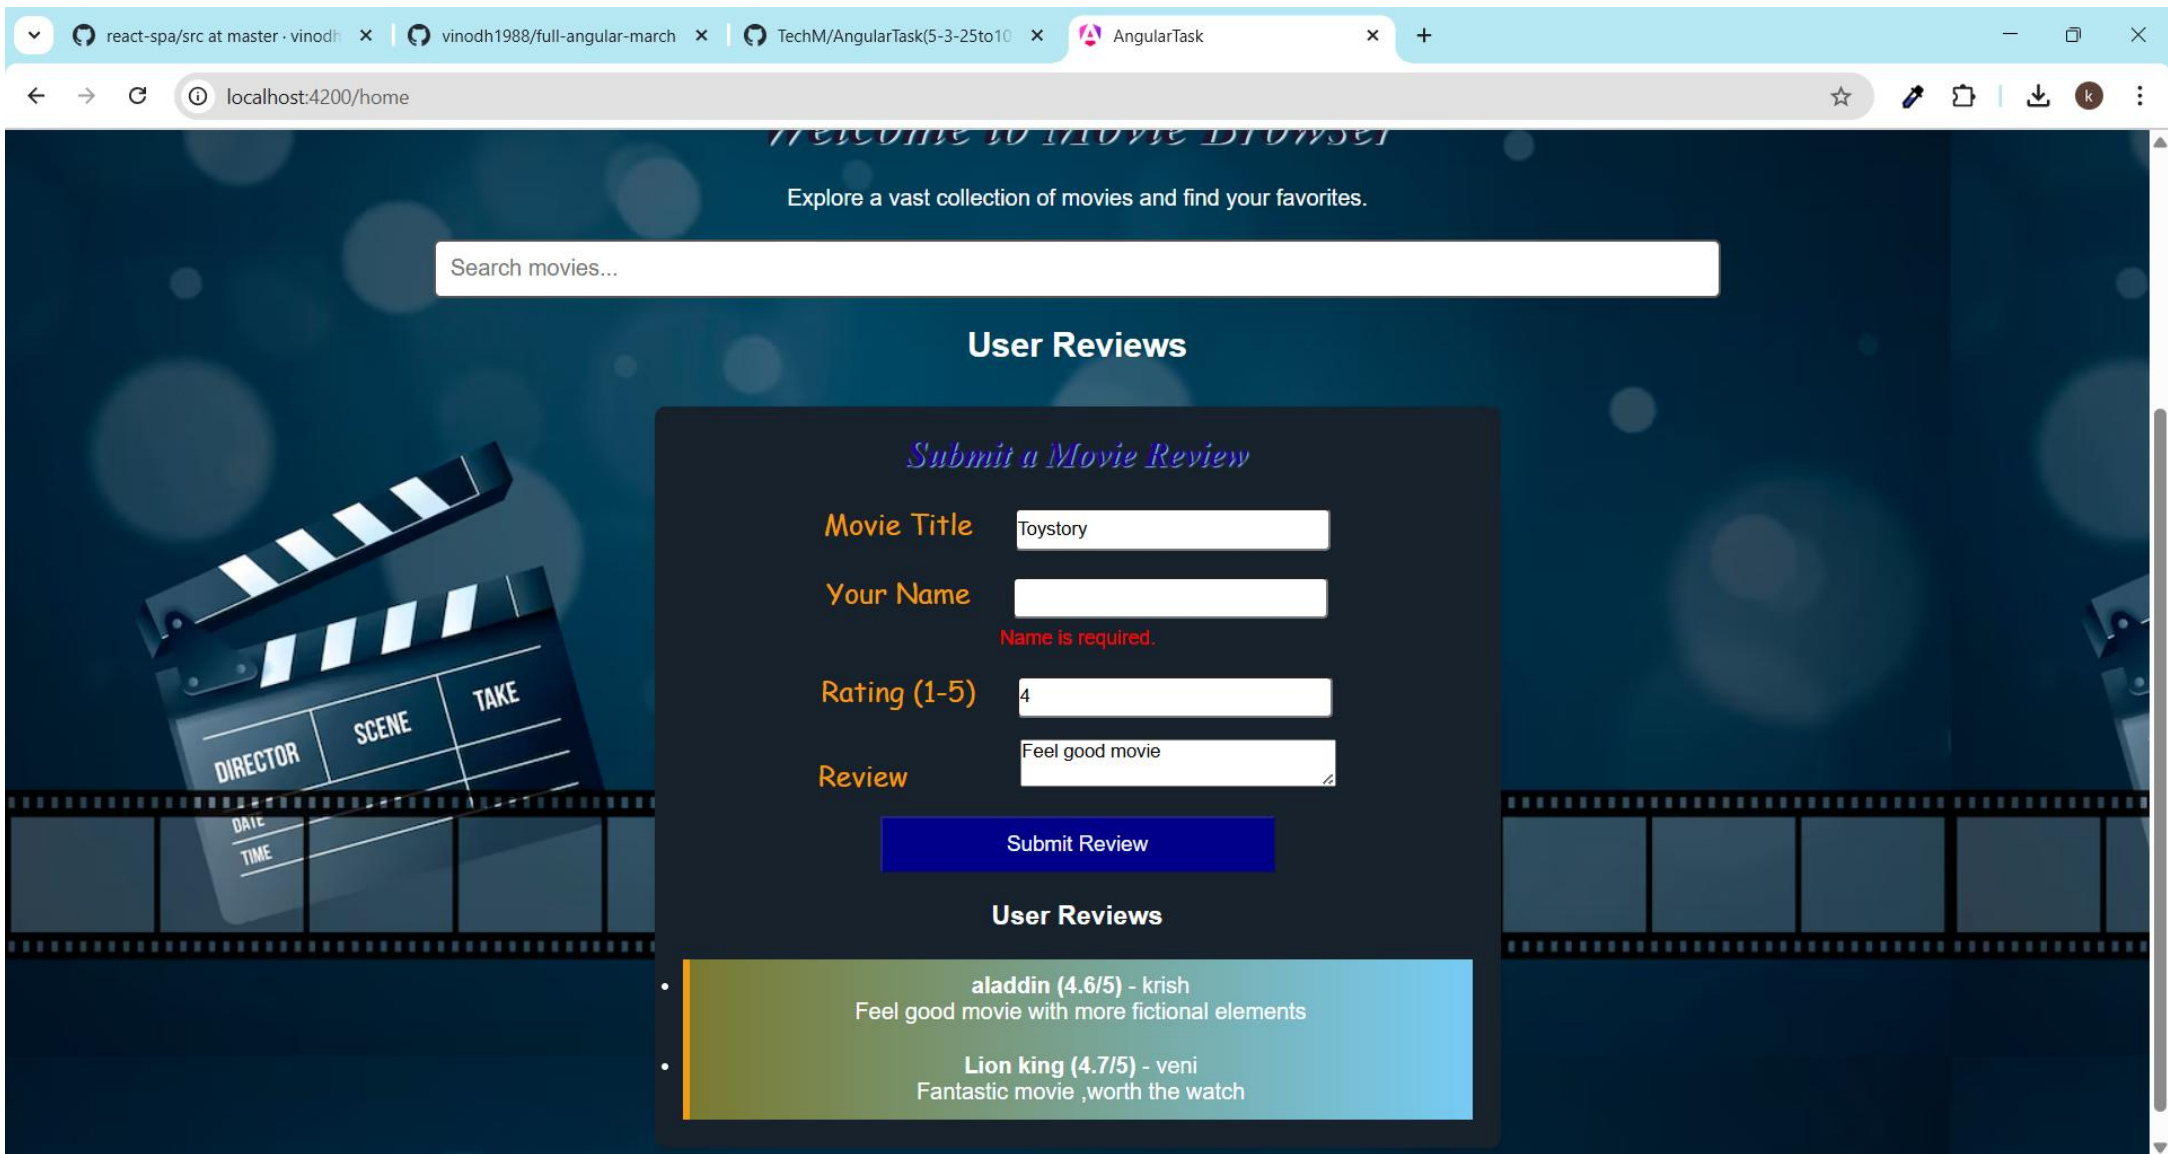 react-spa/src at master · vinodh
vinodh1988/full-angular-march
TechM/AngularTask(5-3-25to10
AngularTask
localhost:4200/home
k
Welcome to Movie Browser
Explore a vast collection of movies and find your favorites.
Search movies...
User Reviews
Submit a Movie Review
Movie Title
Toystory
Your Name
Name is required.
Rating (1-5)
4
Review
Feel good movie
Submit Review
User Reviews
aladdin (4.6/5) - krish
Feel good movie with more fictional elements
Lion king (4.7/5) - veni
Fantastic movie ,worth the watch
DIRECTOR
SCENE
TAKE
DATE
TIME